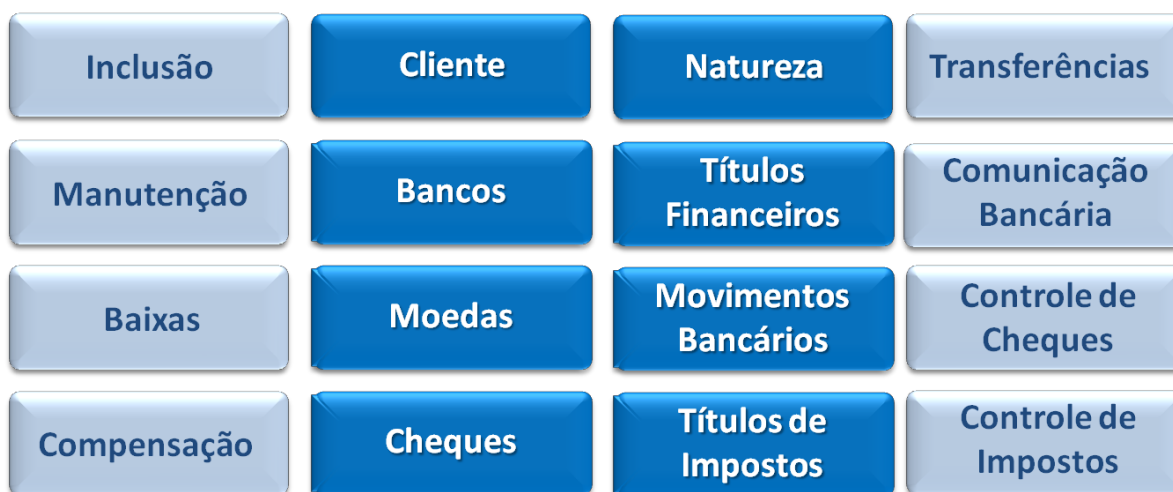 Inclusão
Cliente
Natureza
Transferências
Manutenção
Bancos
Títulos
Financeiros
Comunicação
Bancária
Baixas
Moedas
Movimentos
Bancários
Controle de
Cheques
Compensação
Cheques
Títulos de
Impostos
Controle de
Impostos